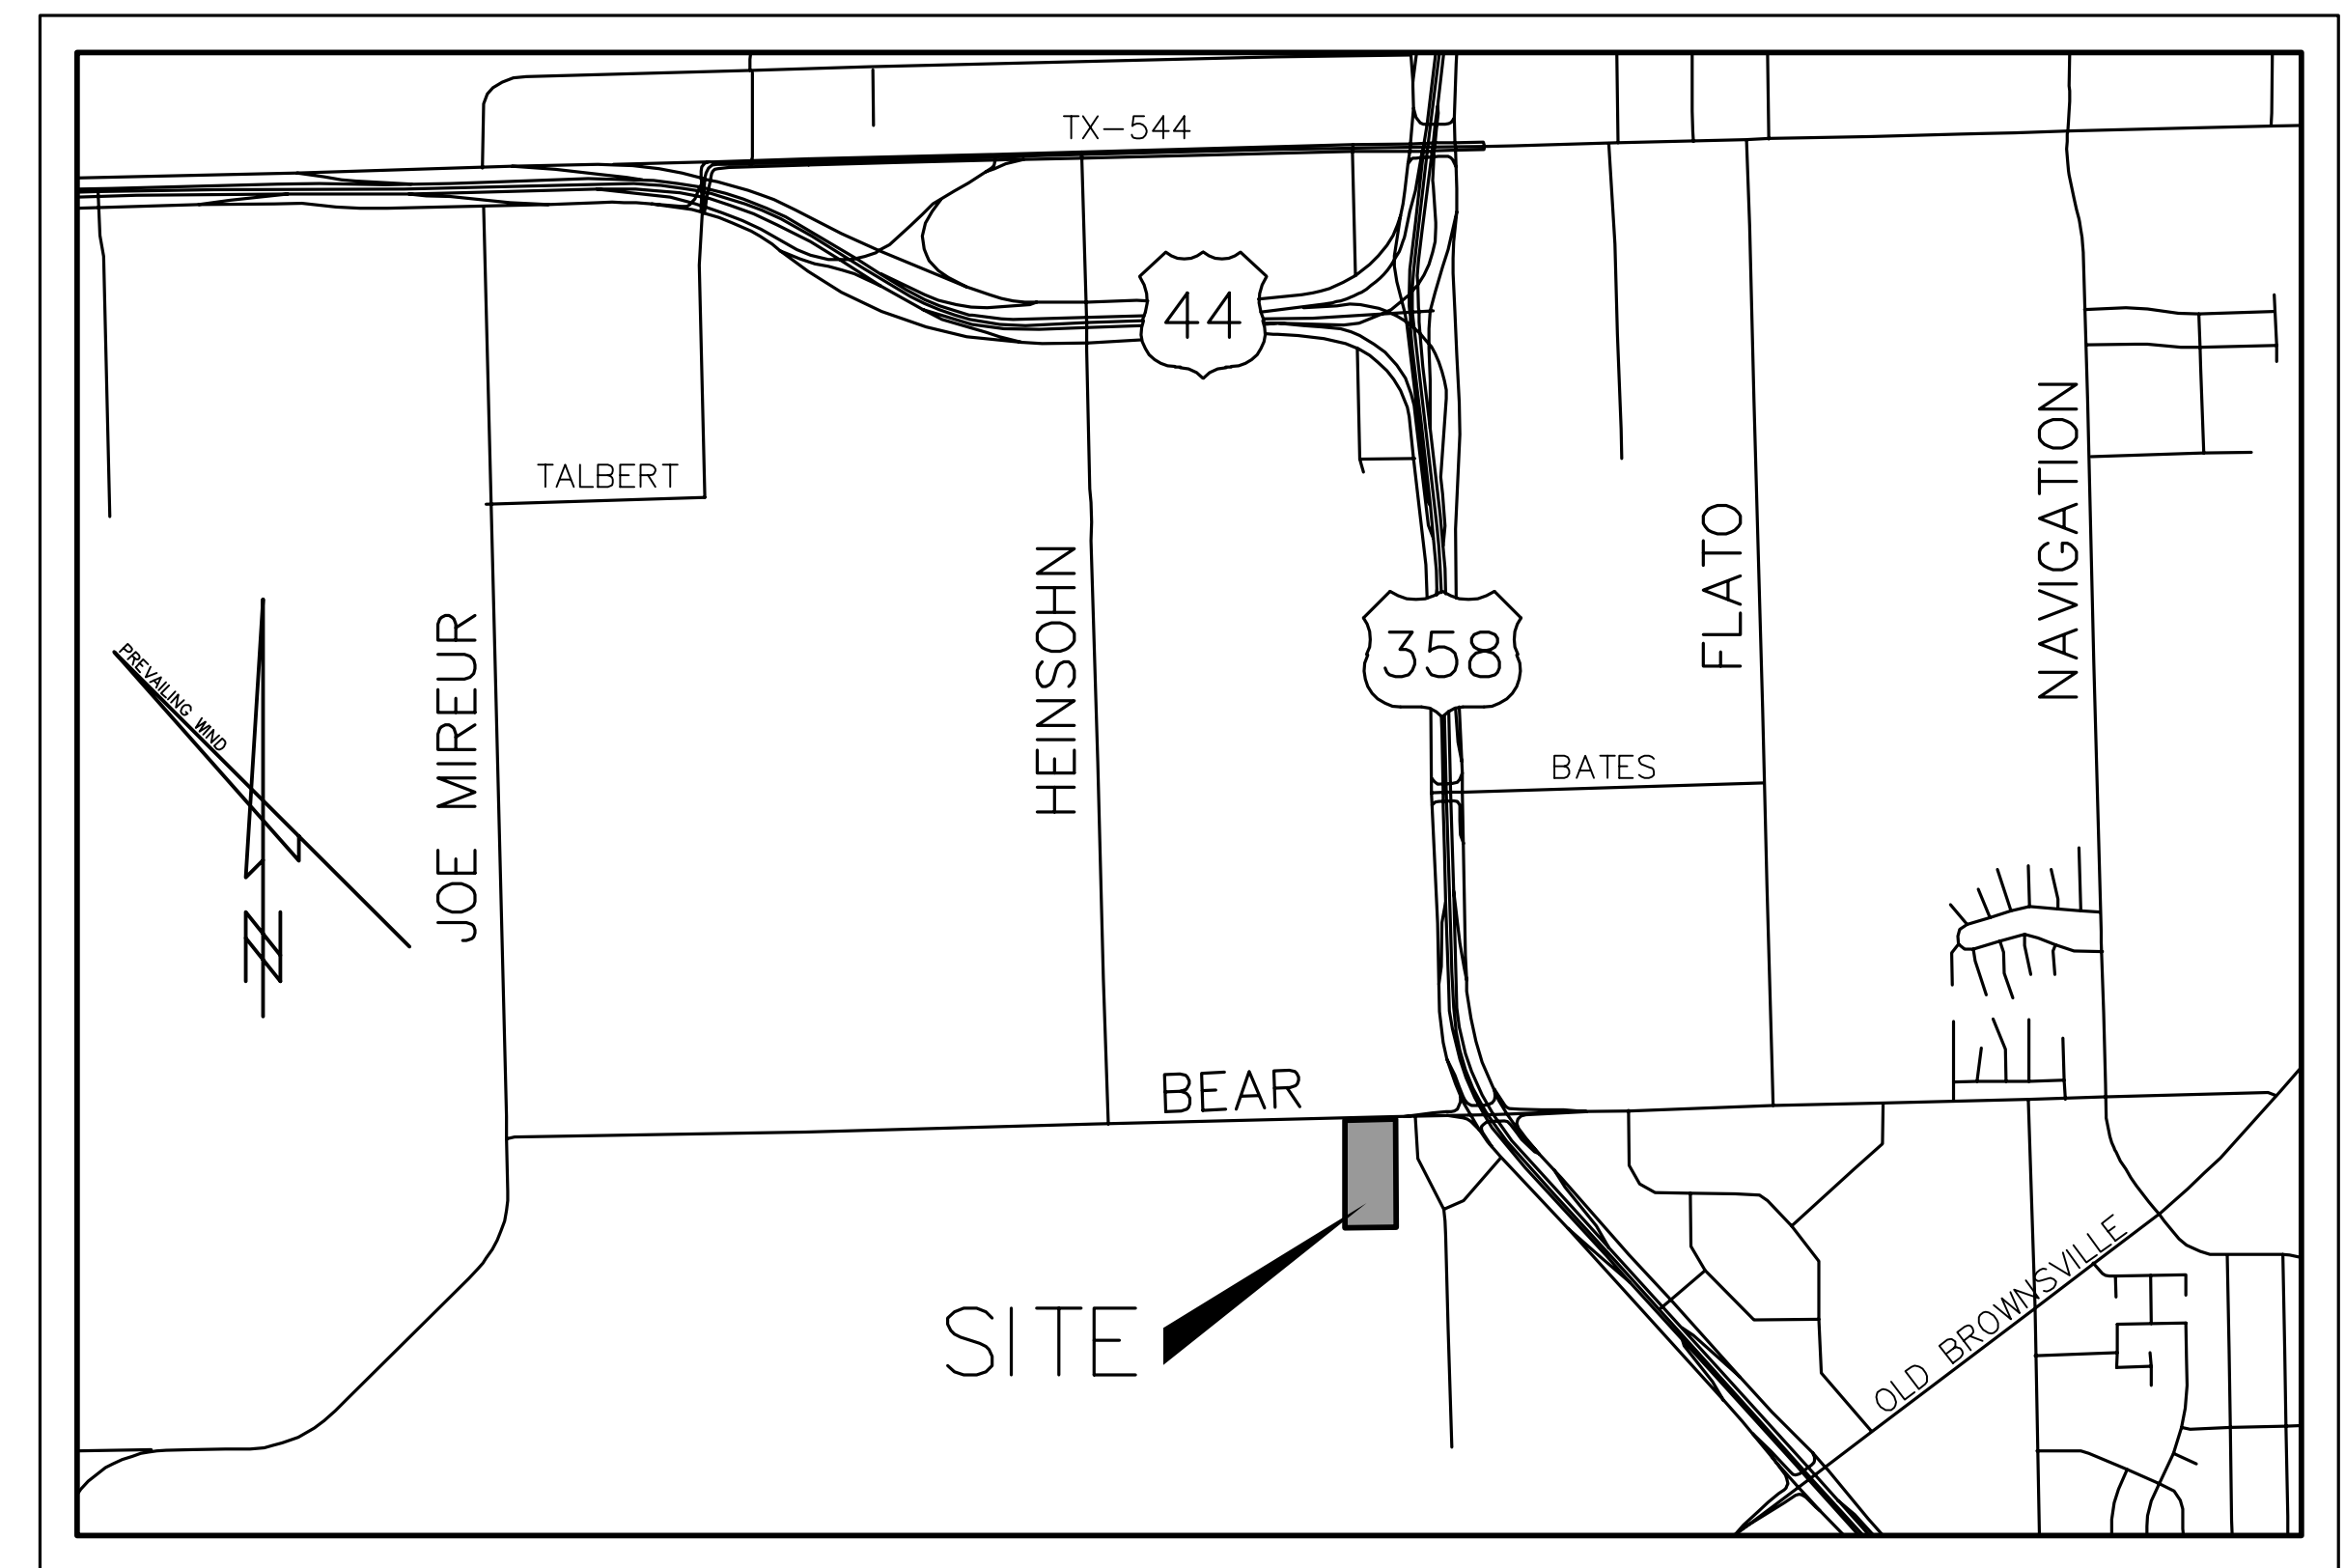 TX-544
44
TALBERT
NAVIGATION
FLATO
HEINSOHN
358
JOE MIREUR
PREVAILING WIND
N
BATES
BEAR
SITE
OLD BROWNSVILLE